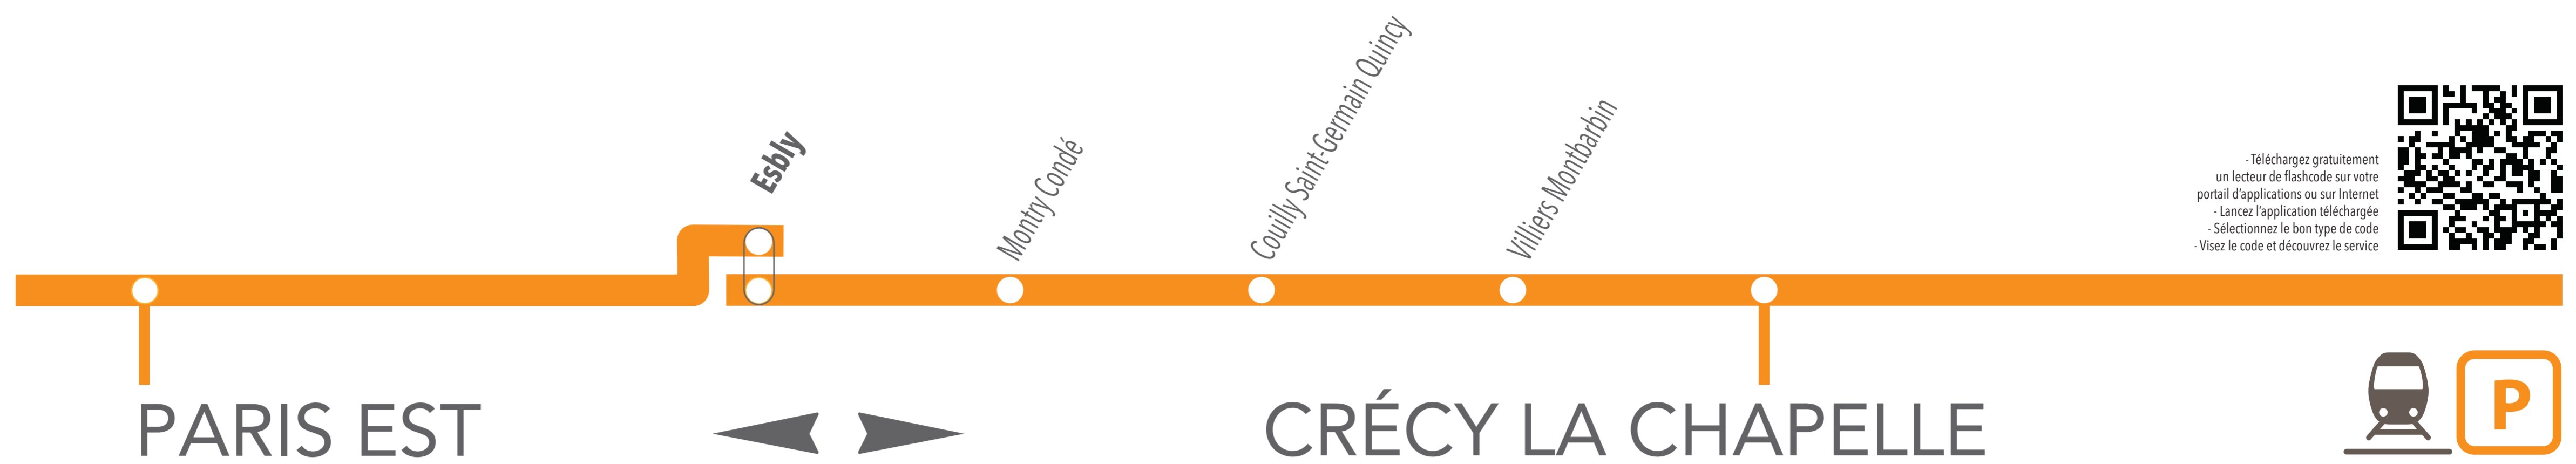 Esbly
Montry Condé
Couilly Saint-Germain Quincy
Villiers Montbarbin
- Téléchargez gratuitement
un lecteur de flashcode sur votre
portail d'applications ou sur Internet
- Lancez l'application téléchargée
- Sélectionnez le bon type de code
- Visez le code et découvrez le service
PARIS EST
CRÉCY LA CHAPELLE
P